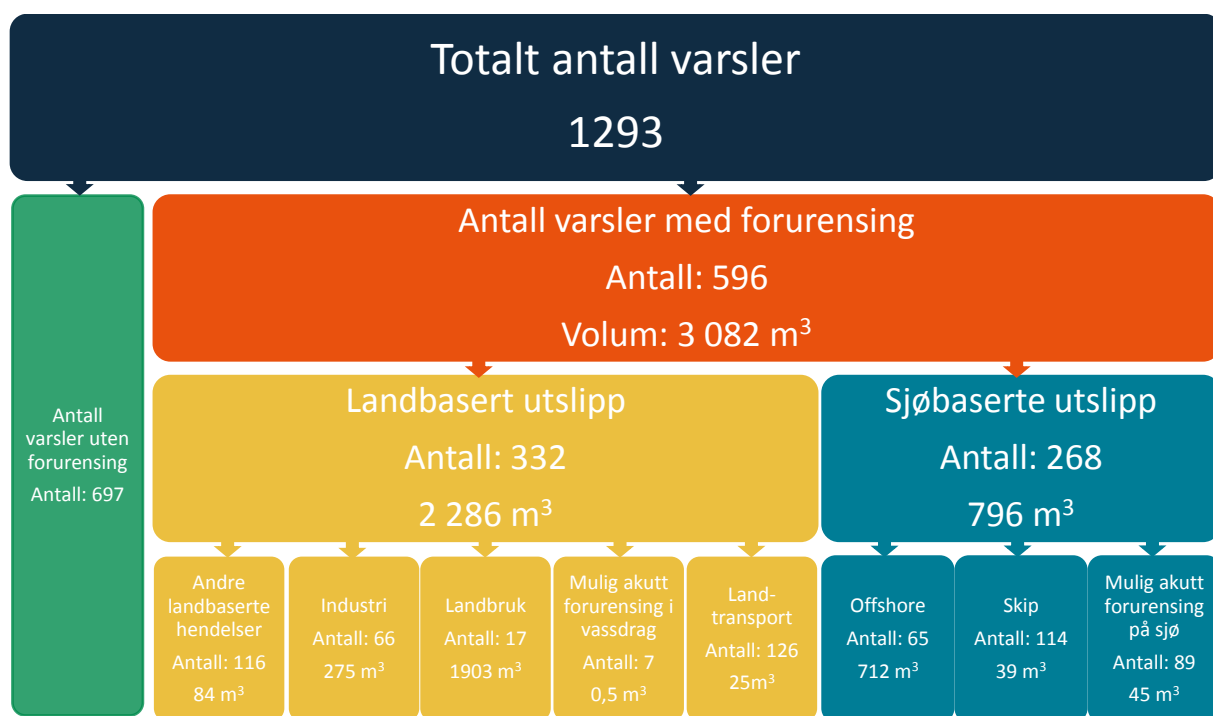 Totalt antall varsler
1293
Antall varsler med forurensing
Antall: 596
Volum: 3 082 m³
Antall
varsler uten
forurensing
Antall: 697
Landbasert utslipp
Antall: 332
2 286 m³
Sjøbaserte utslipp
Antall: 268
796 m³
Andre
landbaserte
hendelser
Antall: 116
84 m³
Industri
Antall: 66
275 m³
Landbruk
Antall: 17
1903 m³
Mulig akutt
forurensing i
vassdrag
Antall: 7
0,5 m³
Land-
transport
Antall: 126
25m³
Offshore
Antall: 65
712 m³
Skip
Antall: 114
39 m³
Mulig akutt
forurensing
på sjø
Antall: 89
45 m³